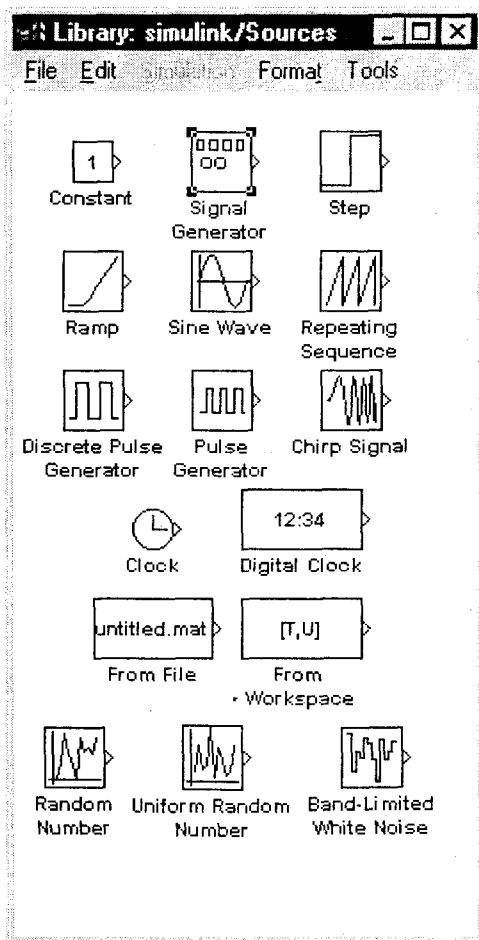 Library: simulink/Sources
File Edit Simulation Format Tools
1
Constant
Signal
Generator
Step
Ramp
Sine Wave
Repeating
Sequence
Discrete Pulse
Generator
Pulse
Generator
Chirp Signal
Clock
12:34
Digital Clock
untitled.mat
From File
[T,U]
From
Workspace
Random
Number
Uniform Random
Number
Band-Limited
White Noise